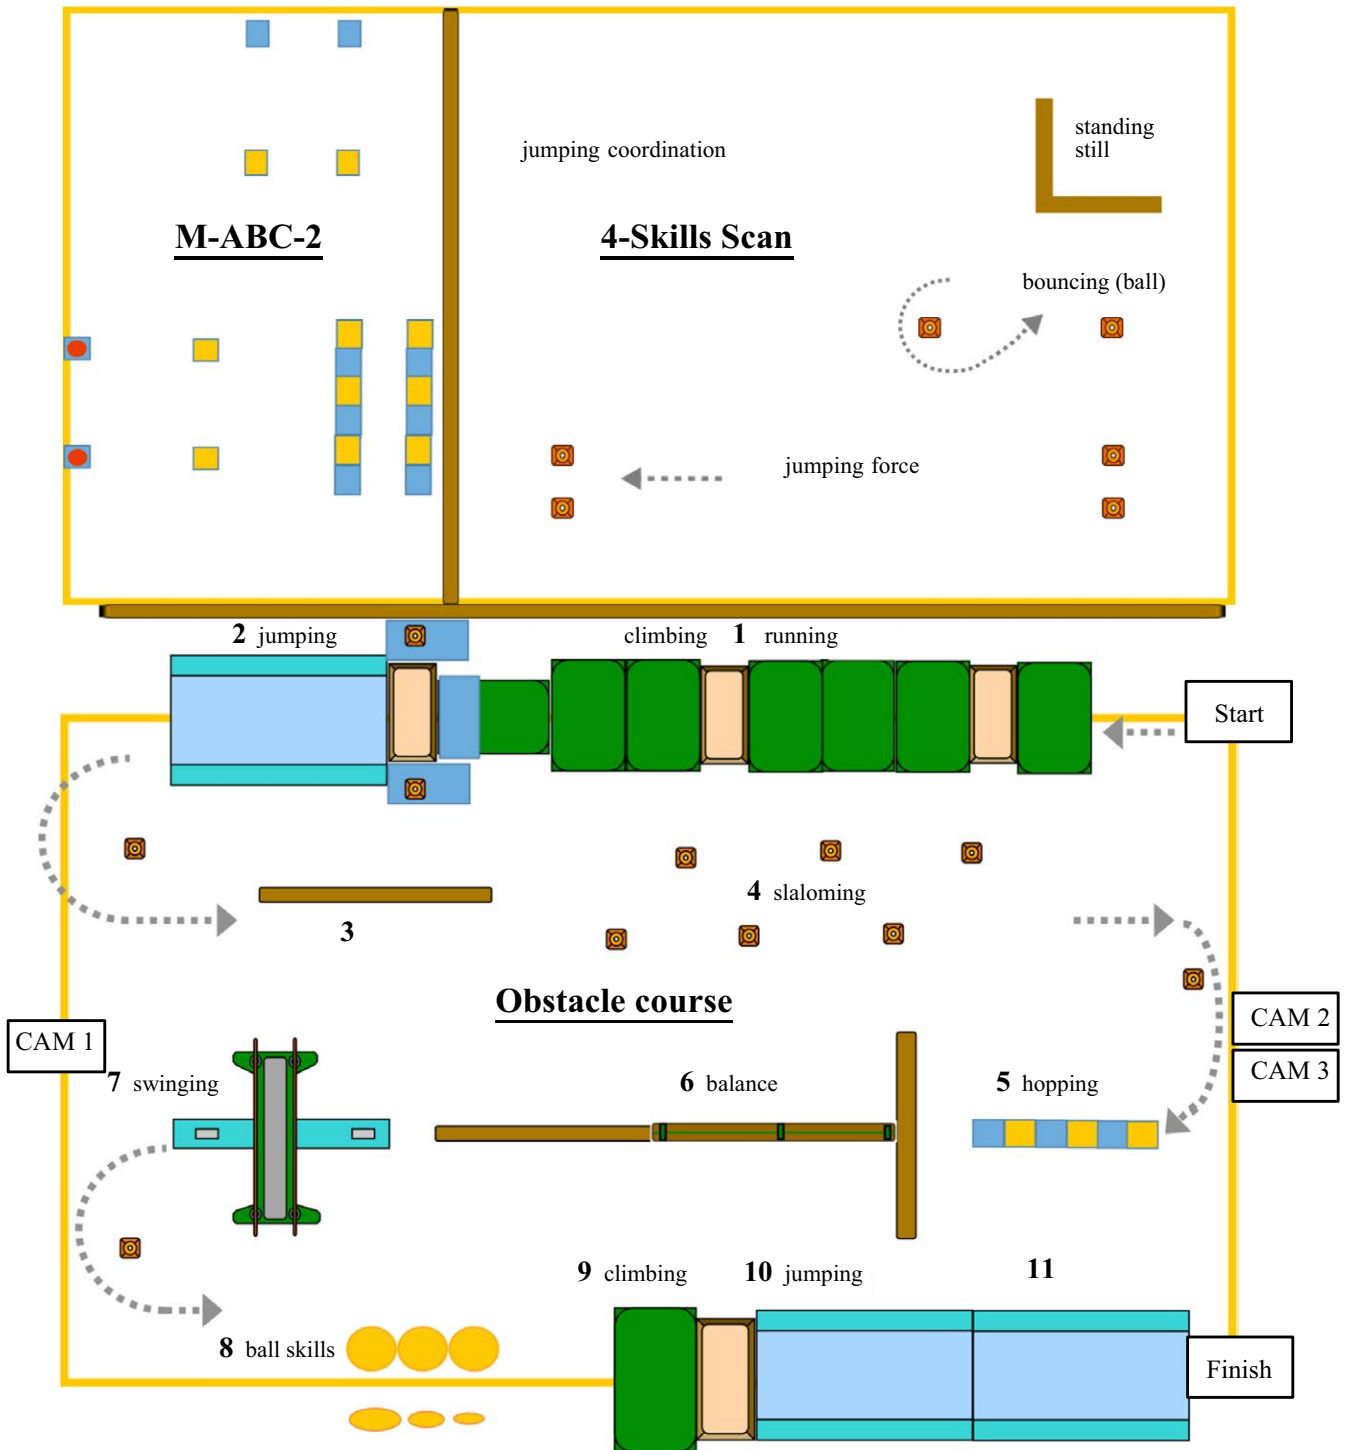 jumping coordination
standing
still
M-ABC-2
4-Skills Scan
bouncing (ball)
jumping force
2 jumping
climbing 1 running
Start
4 slaloming
3
Obstacle course
CAM 1
CAM 2
CAM 3
7 swinging
6 balance
5 hopping
9 climbing
10 jumping
11
8 ball skills
Finish